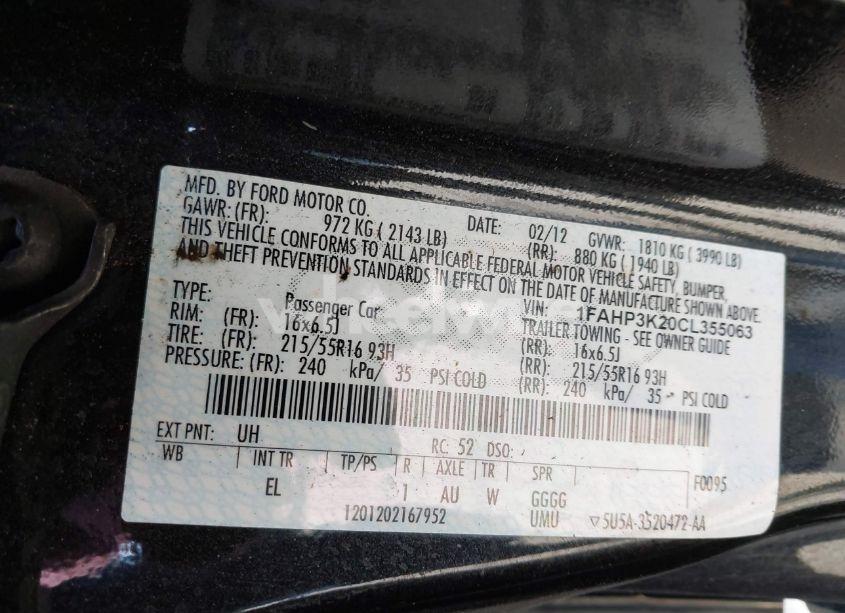 MFD. BY FORD MOTOR CO.
DATE: 02/12 GVWR: 1810 KG ( 3990 LB)
GAWR: (FR): 972 KG ( 2143 LB) (RR): 880 KG ( 1940 LB)
THIS VEHICLE CONFORMS TO ALL APPLICABLE FEDERAL MOTOR VEHICLE SAFETY, BUMPER,
AND THEFT PREVENTION STANDARDS IN EFFECT ON THE DATE OF MANUFACTURE SHOWN ABOVE.
VIN: 1FAHP3K20CL355063
TYPE: Passenger Car TRAILER TOWING - SEE OWNER GUIDE
RIM: (FR): 16x6.5J (RR): 16x6.5J
TIRE: (FR): 215/55R16 93H (RR): 215/55R16 93H
PRESSURE: (FR): 240 kPa/ 35 PSI COLD (RR): 240 kPa/ 35 PSI COLD
EXT PNT: UH RC: 52 DSO:
WB INT TR TP/PS R AXLE TR SPR F0095
EL 1 AU W GGGG
1201202167952 UMU ▽5U5A-3520472-AA